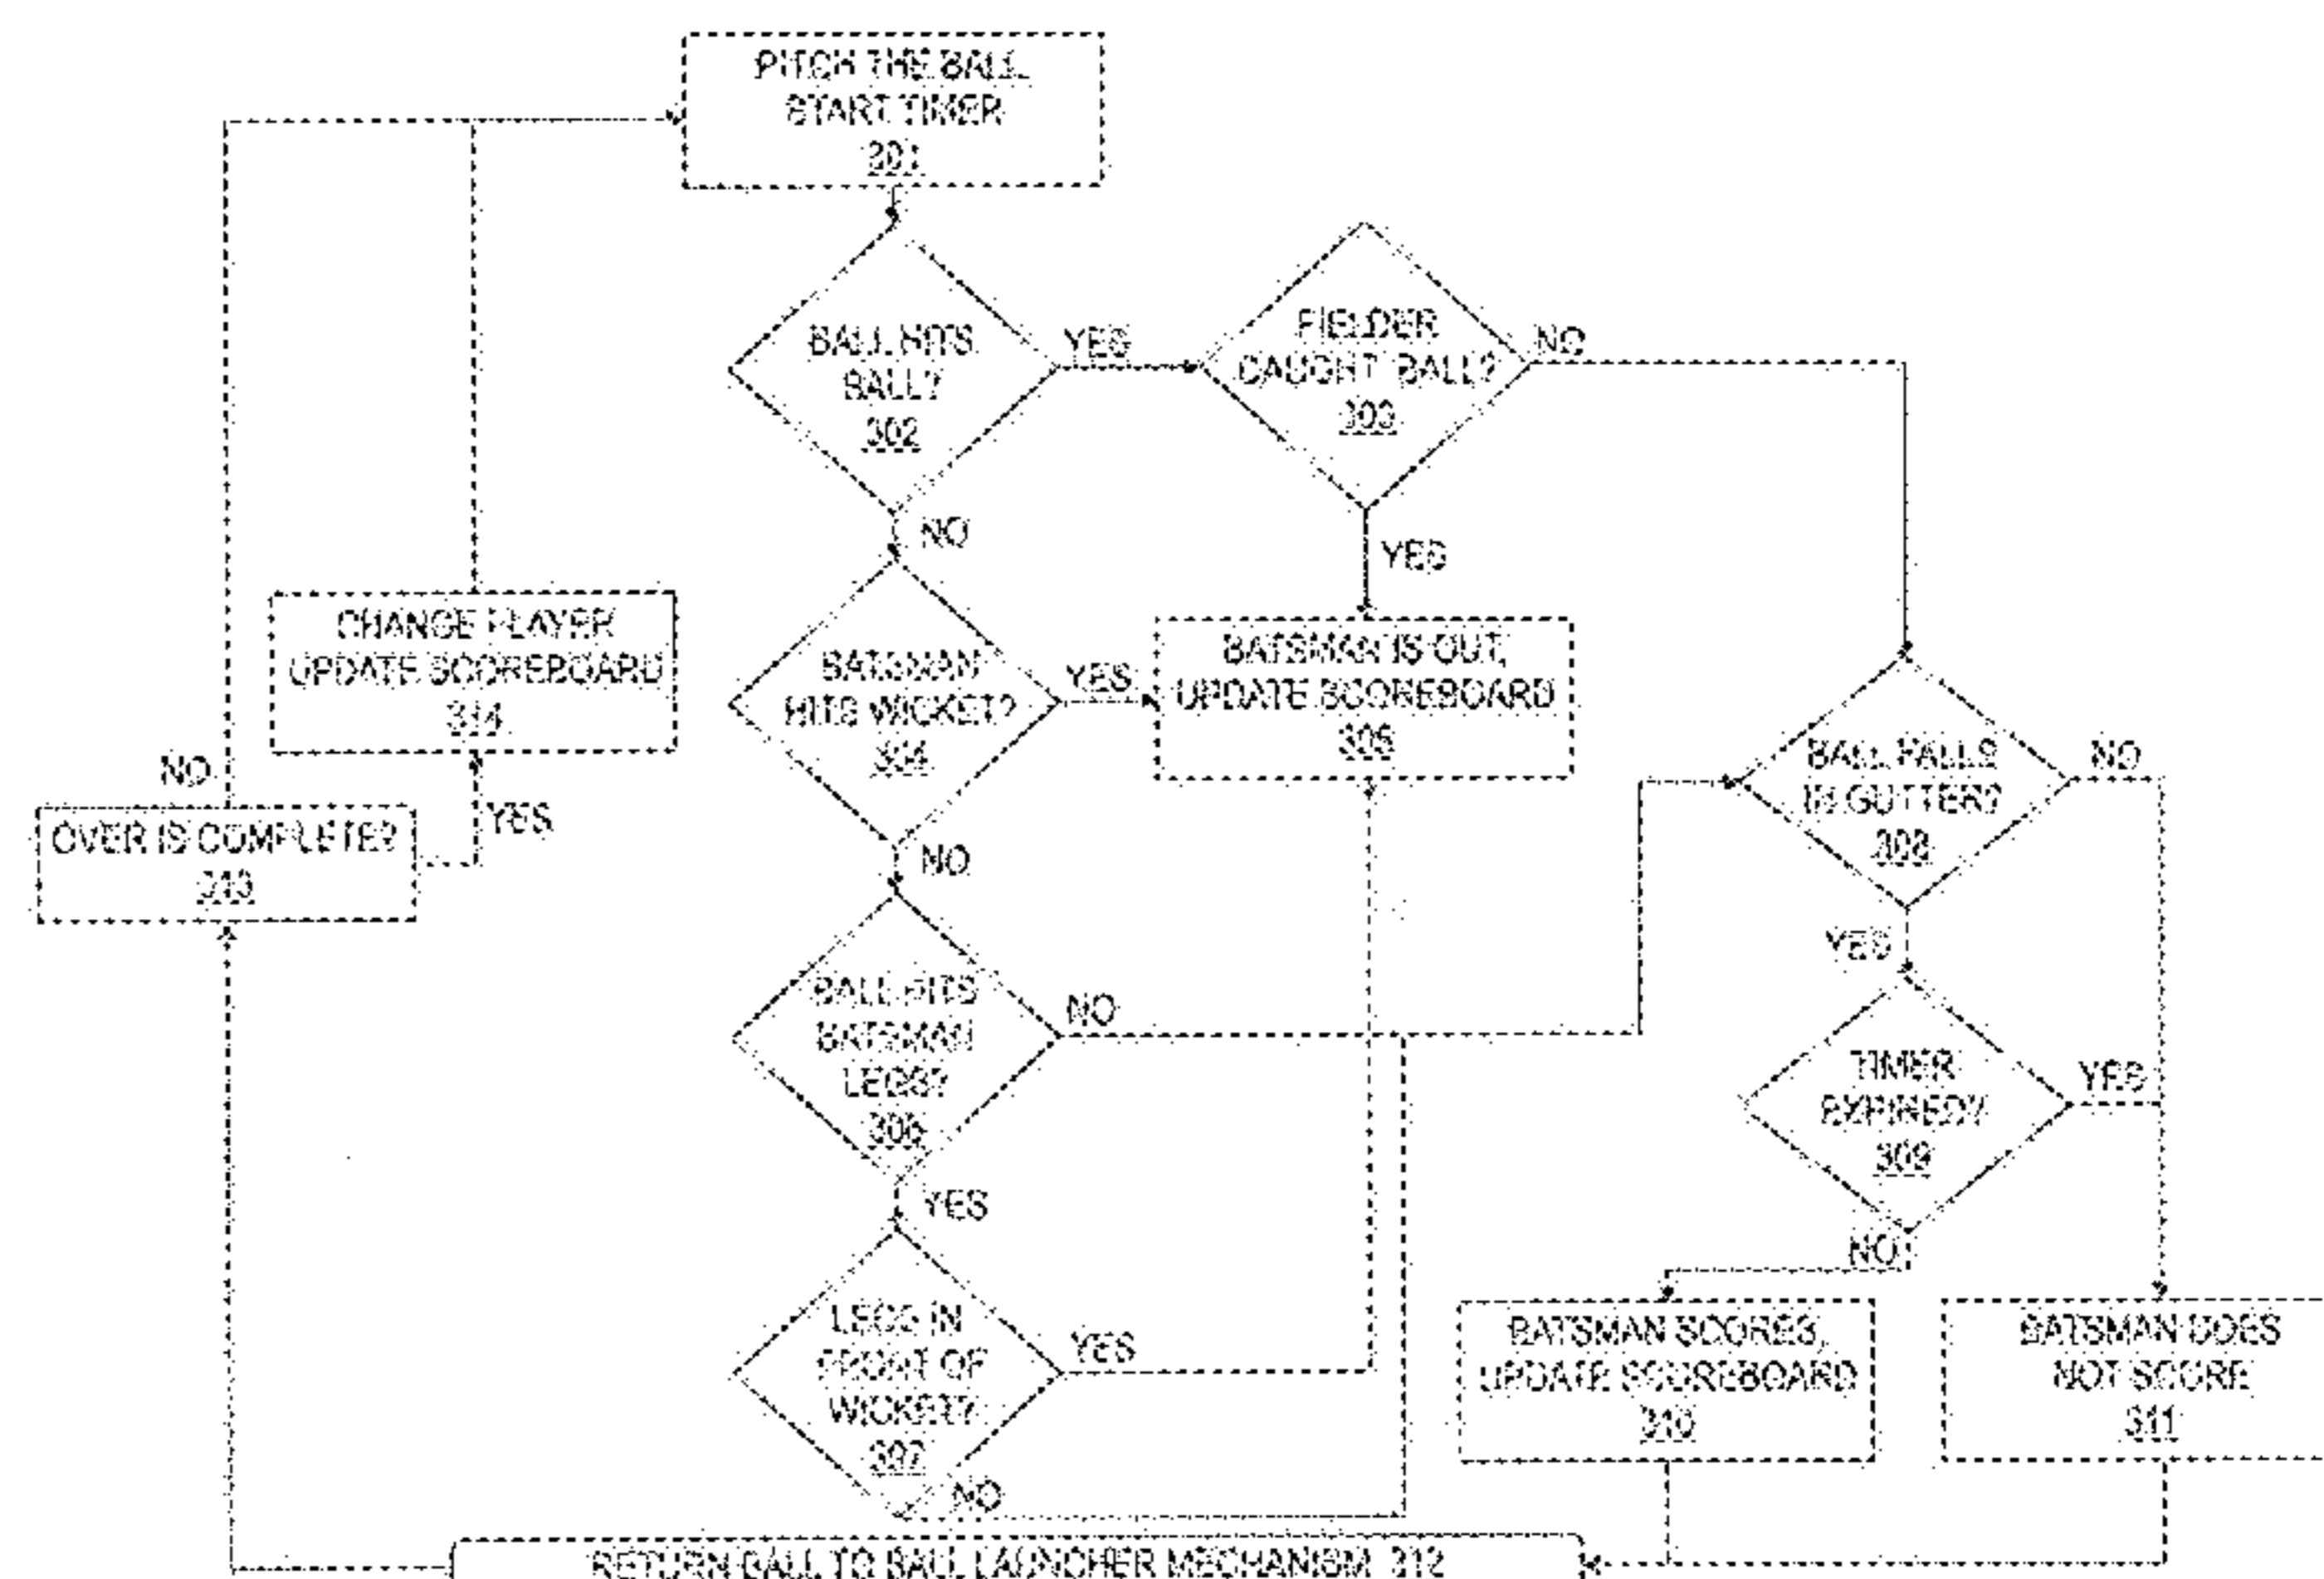 PITCH THE BALL,
START TIMER
301
BALL HITS
BALL?
302
YES
FIELDER
CAUGHT BALL?
303
NO
NO
YES
CHANGE PLAYER
UPDATE SCOREBOARD
314
BATSMAN
HITS WICKET?
304
YES
BATSMAN IS OUT,
UPDATE SCOREBOARD
305
BALL FALLS
IN GUTTER?
308
NO
NO
YES
OVER IS COMPLETE?
313
NO
YES
BALL HITS
BATSMAN
LEGS?
306
NO
TIMER
EXPIRED?
309
YES
YES
NO
LEGS IN
FRONT OF
WICKET?
307
YES
NO
BATSMAN SCORES,
UPDATE SCOREBOARD
310
BATSMAN DOES
NOT SCORE
311
RETURN BALL TO BALL LAUNCHER MECHANISM 312